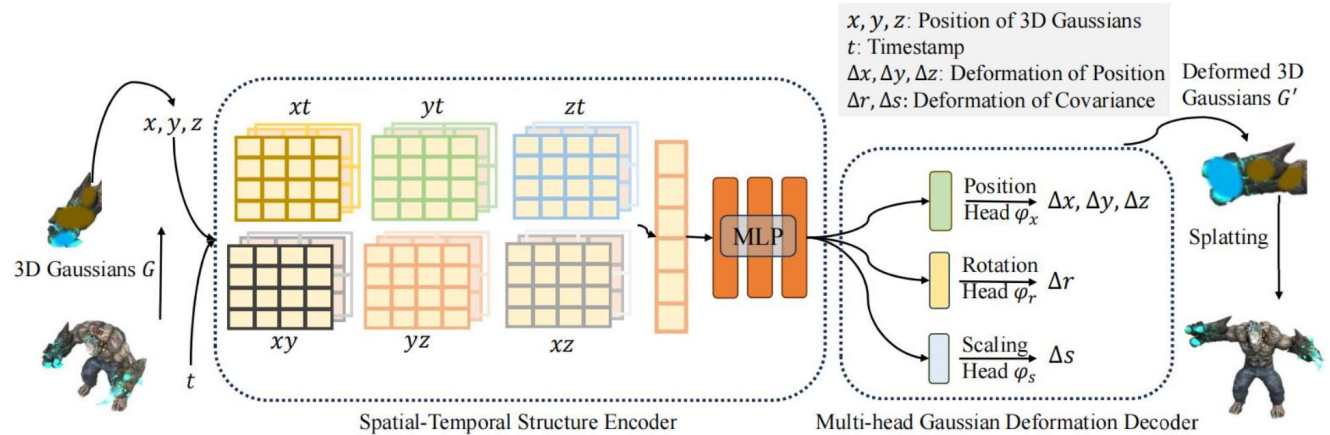 x, y, z: Position of 3D Gaussians
t: Timestamp
Δx, Δy, Δz: Deformation of Position
Δr, Δs: Deformation of Covariance
Deformed 3D
Gaussians G′
x, y, z
3D Gaussians G
t
xt
yt
zt
xy
yz
xz
MLP
Position
Head φₓ
Δx, Δy, Δz
Rotation
Head φᵣ
Δr
Scaling
Head φₛ
Δs
Splatting
Spatial-Temporal Structure Encoder
Multi-head Gaussian Deformation Decoder